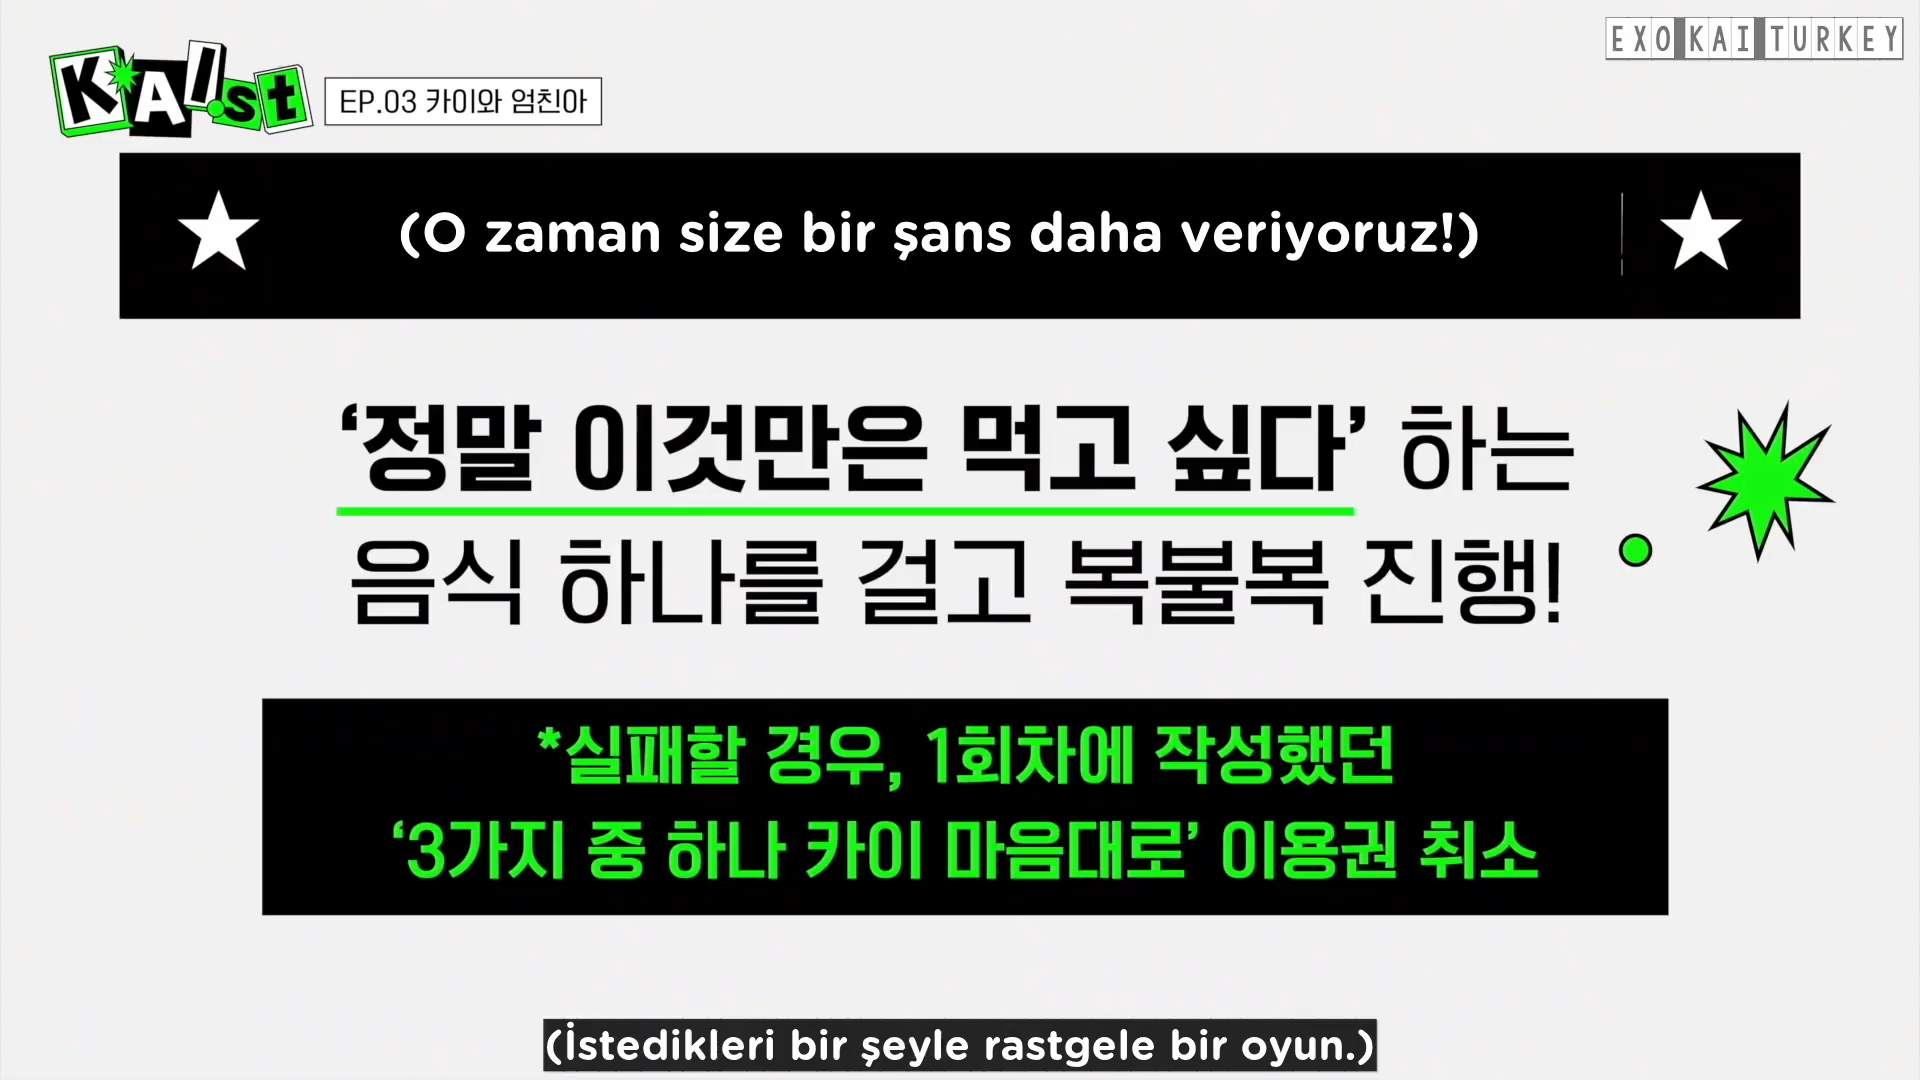 EXO KAI TURKEY
KAI.st
EP.03 카이와 엄친아
(O zaman size bir şans daha veriyoruz!)
‘정말 이것만은 먹고 싶다’ 하는
음식 하나를 걸고 복불복 진행!
*실패할 경우, 1회차에 작성했던
‘3가지 중 하나 카이 마음대로’ 이용권 취소
(İstedikleri bir şeyle rastgele bir oyun.)